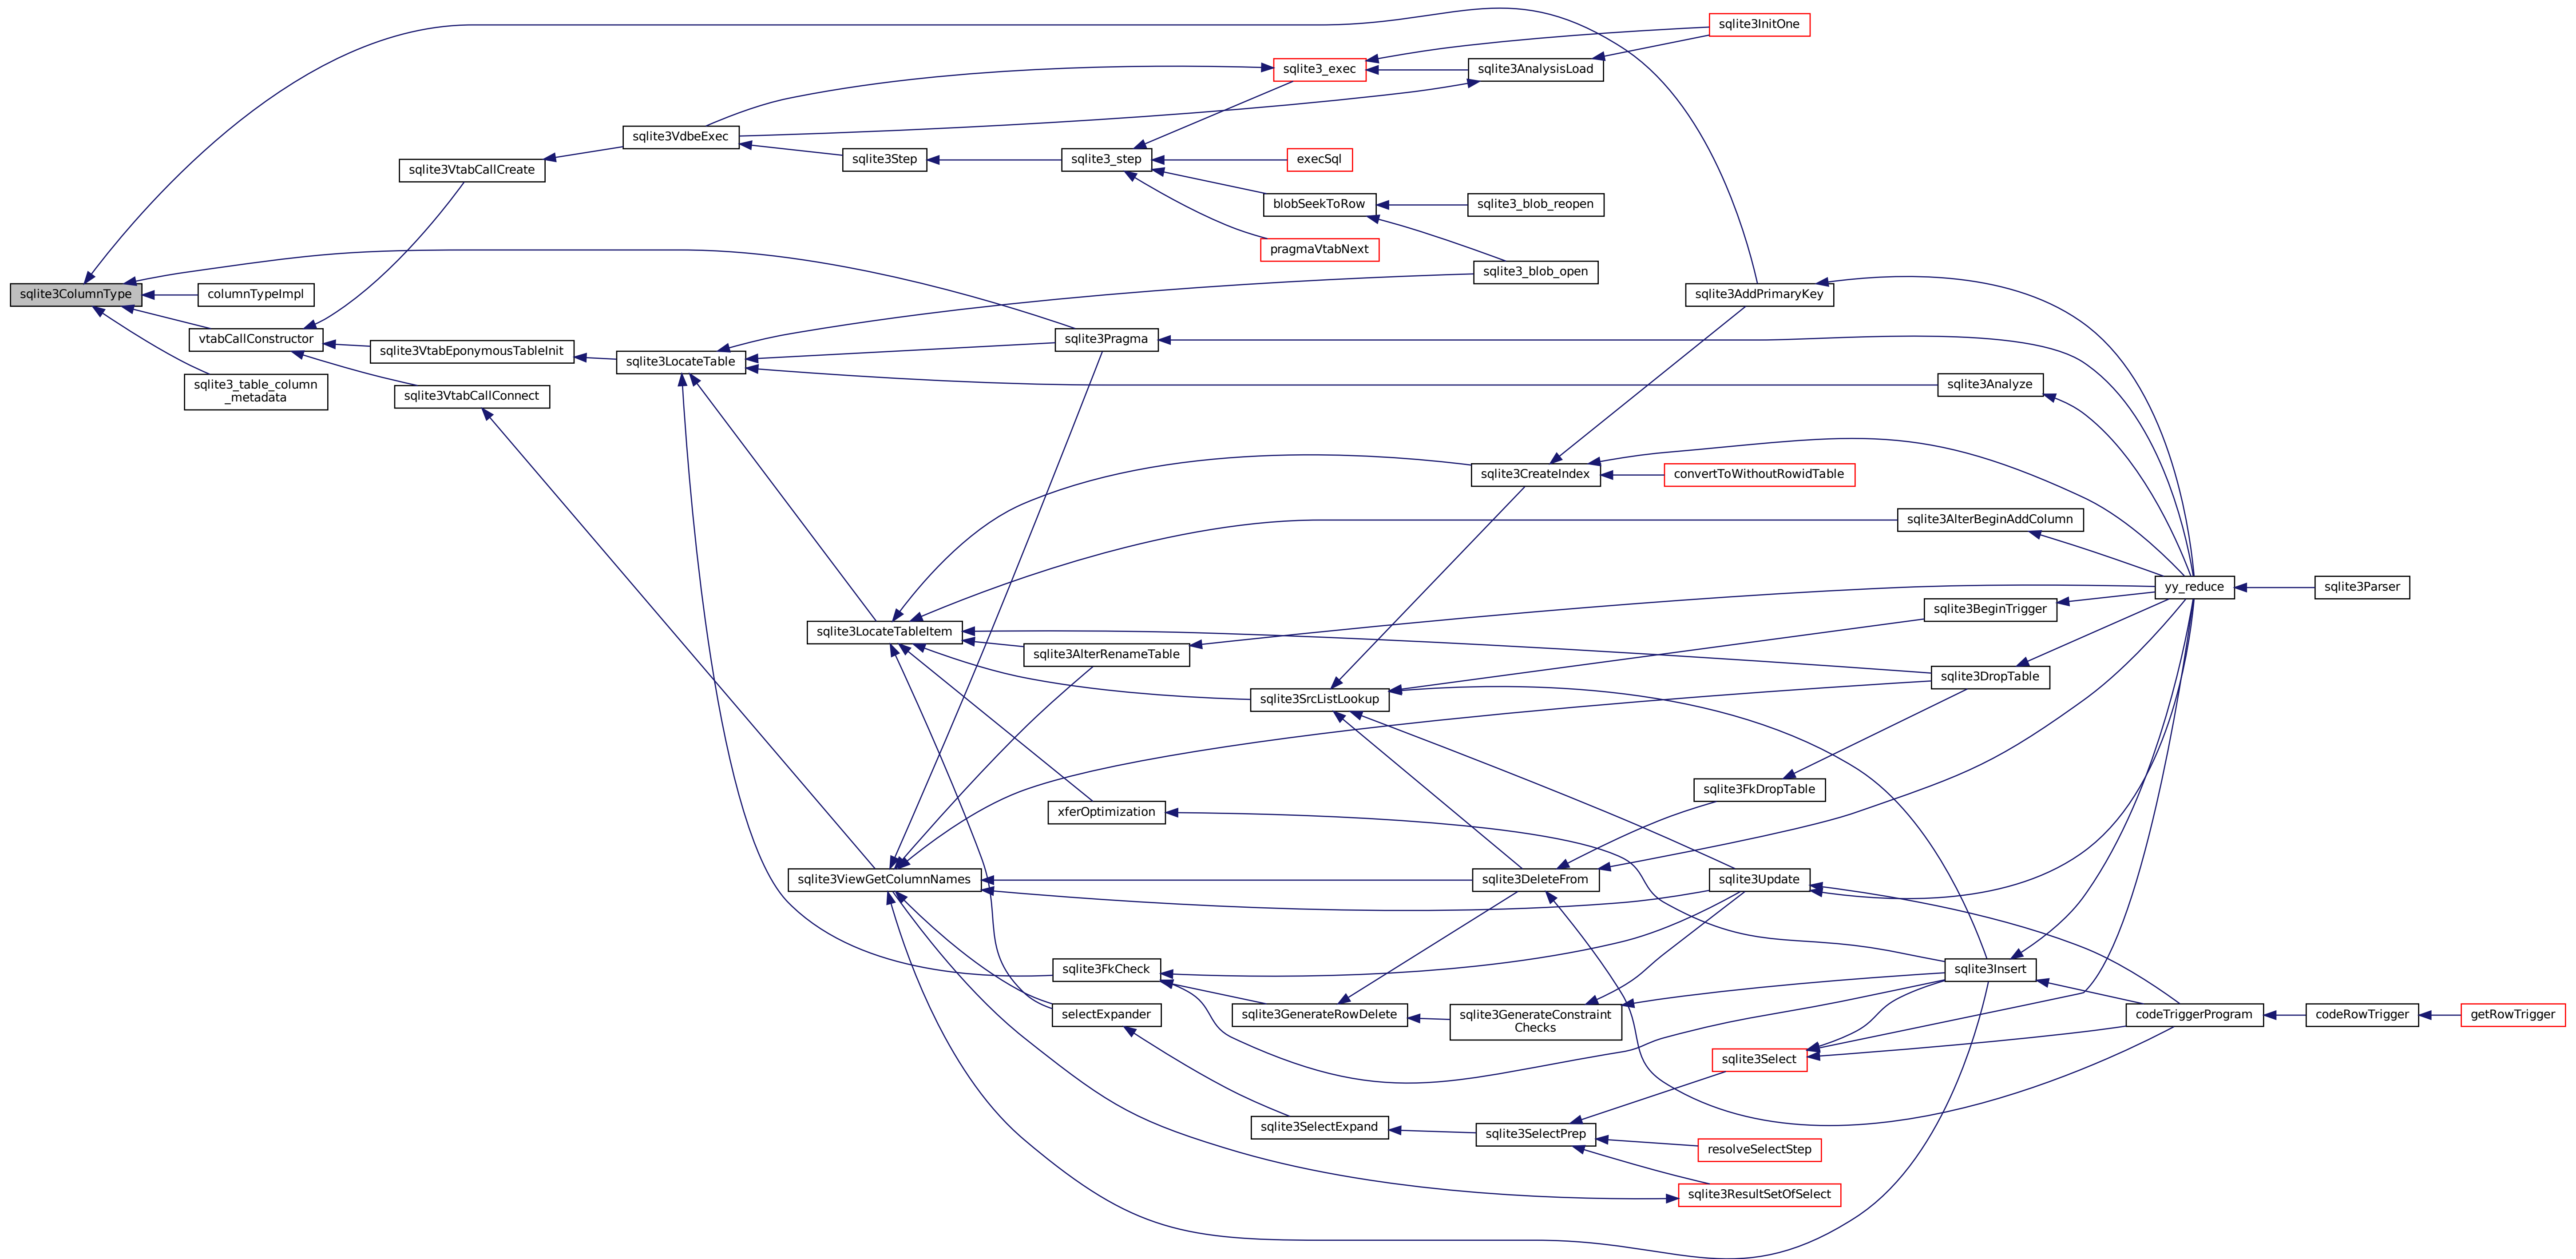 sqlite3InitOne
sqlite3_exec
sqlite3AnalysisLoad
sqlite3VdbeExec
sqlite3Step
sqlite3_step
execSql
sqlite3VtabCallCreate
blobSeekToRow
sqlite3_blob_reopen
pragmaVtabNext
sqlite3_blob_open
sqlite3ColumnType
columnTypeImpl
sqlite3AddPrimaryKey
vtabCallConstructor
sqlite3VtabEponymousTableInit
sqlite3LocateTable
sqlite3Pragma
sqlite3_table_column
_metadata
sqlite3VtabCallConnect
sqlite3Analyze
sqlite3CreateIndex
convertToWithoutRowidTable
sqlite3AlterBeginAddColumn
yy_reduce
sqlite3Parser
sqlite3BeginTrigger
sqlite3LocateTableItem
sqlite3AlterRenameTable
sqlite3DropTable
sqlite3SrcListLookup
sqlite3FkDropTable
xferOptimization
sqlite3ViewGetColumnNames
sqlite3DeleteFrom
sqlite3Update
sqlite3FkCheck
sqlite3Insert
selectExpander
sqlite3GenerateRowDelete
sqlite3GenerateConstraint
Checks
codeTriggerProgram
codeRowTrigger
getRowTrigger
sqlite3Select
sqlite3SelectExpand
sqlite3SelectPrep
resolveSelectStep
sqlite3ResultSetOfSelect